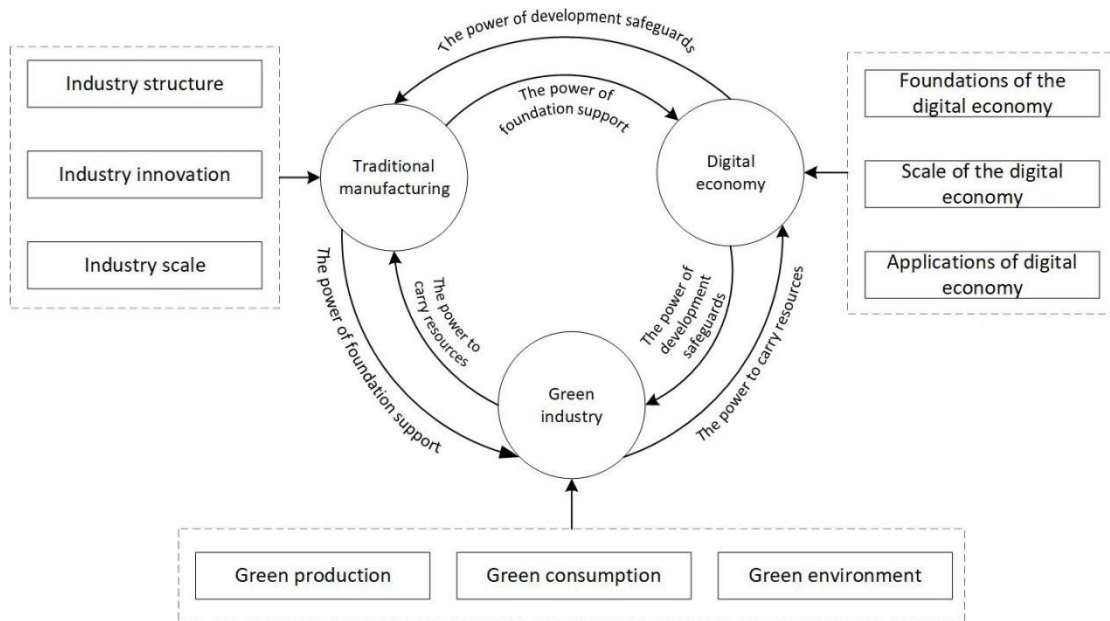 The power of development safeguards
Industry structure
Industry innovation
Industry scale
The power of
foundation support
Traditional
manufacturing
Digital
economy
Foundations of the
digital economy
Scale of the digital
economy
Applications of digital
economy
The power of foundation support
The power to
carry resources
The power of
development
safeguards
The power to carry resources
Green
industry
Green production
Green consumption
Green environment